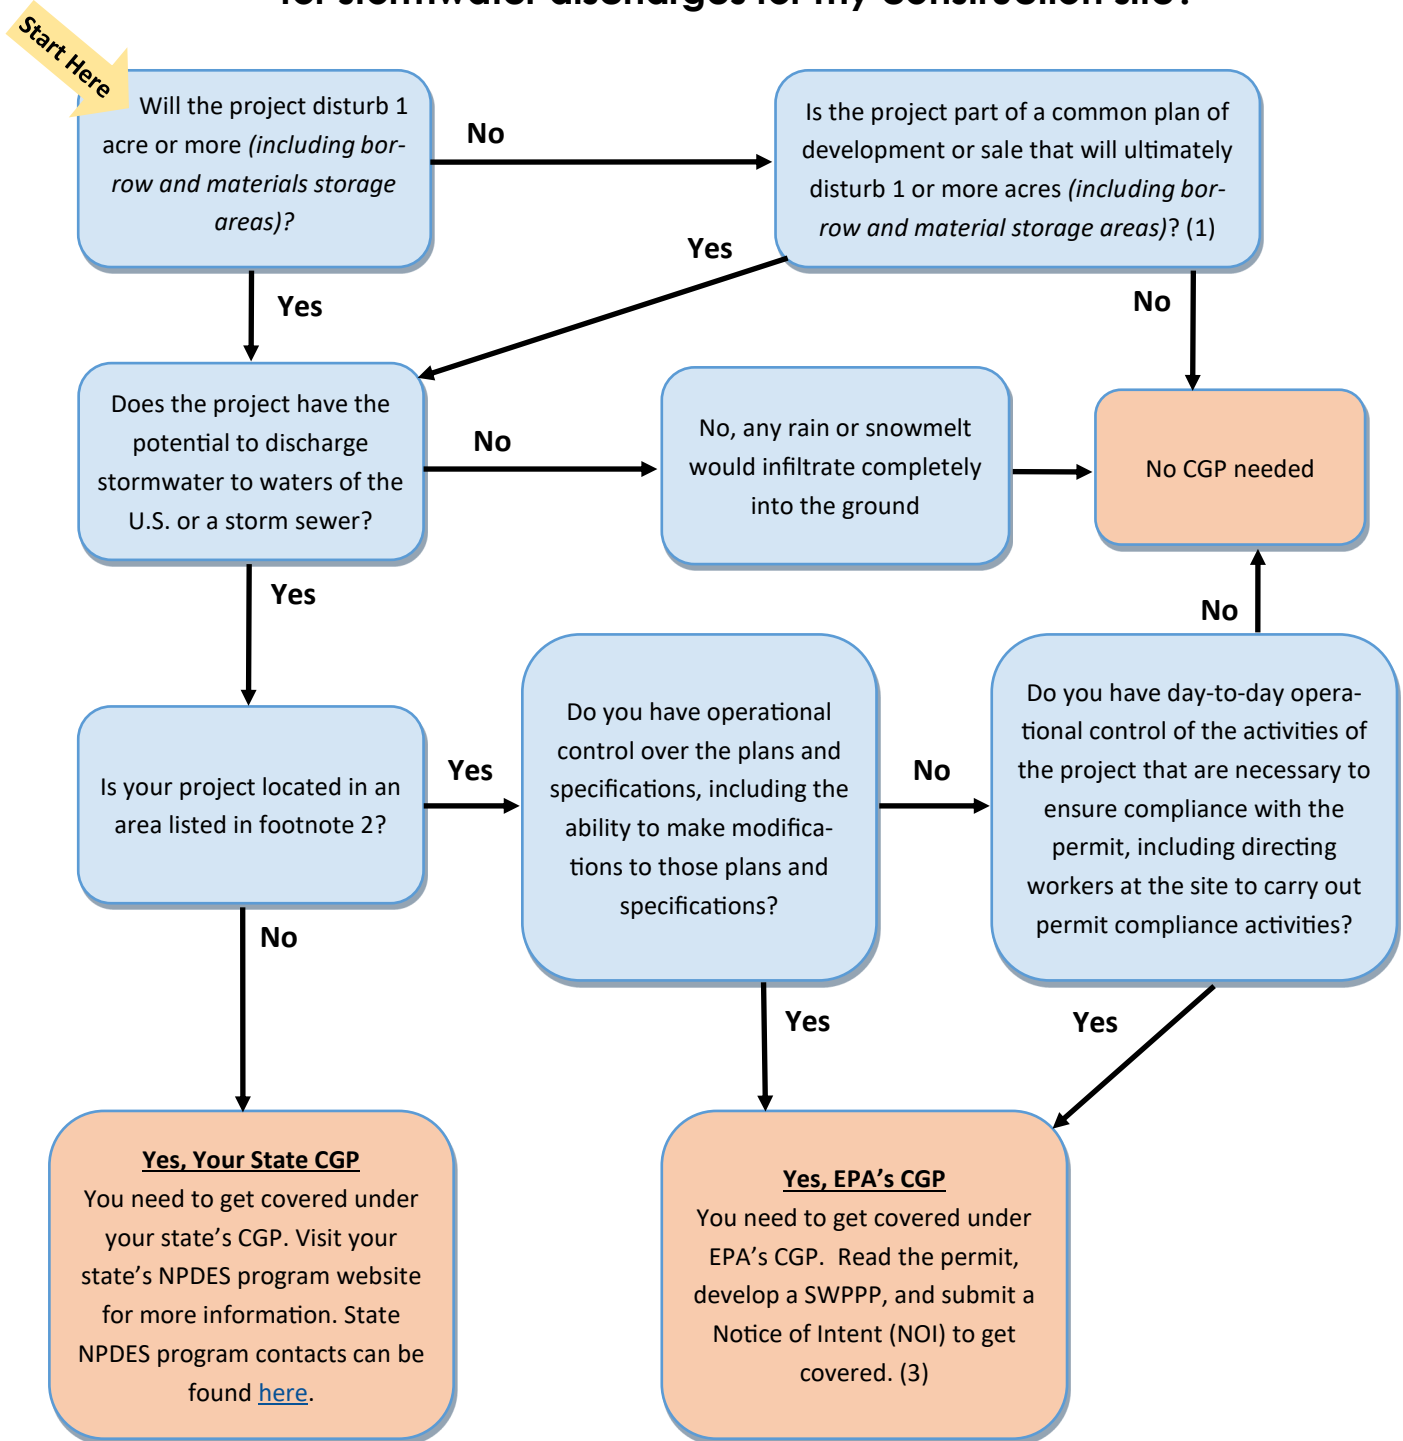 for stormwater discharges for my construction site?
Start Here
Will the project disturb 1
acre or more (including bor-
row and materials storage
areas)?
No
Is the project part of a common plan of
development or sale that will ultimately
disturb 1 or more acres (including bor-
row and material storage areas)? (1)
Yes
Yes
No
Does the project have the
potential to discharge
stormwater to waters of the
U.S. or a storm sewer?
No
No, any rain or snowmelt
would infiltrate completely
into the ground
No CGP needed
Yes
No
Is your project located in an
area listed in footnote 2?
Yes
Do you have operational
control over the plans and
specifications, including the
ability to make modifica-
tions to those plans and
specifications?
No
Do you have day-to-day opera-
tional control of the activities of
the project that are necessary to
ensure compliance with the
permit, including directing
workers at the site to carry out
permit compliance activities?
No
Yes
Yes
Yes, Your State CGP
You need to get covered under
your state’s CGP. Visit your
state’s NPDES program website
for more information. State
NPDES program contacts can be
found here.
Yes, EPA’s CGP
You need to get covered under
EPA’s CGP.  Read the permit,
develop a SWPPP, and submit a
Notice of Intent (NOI) to get
covered. (3)